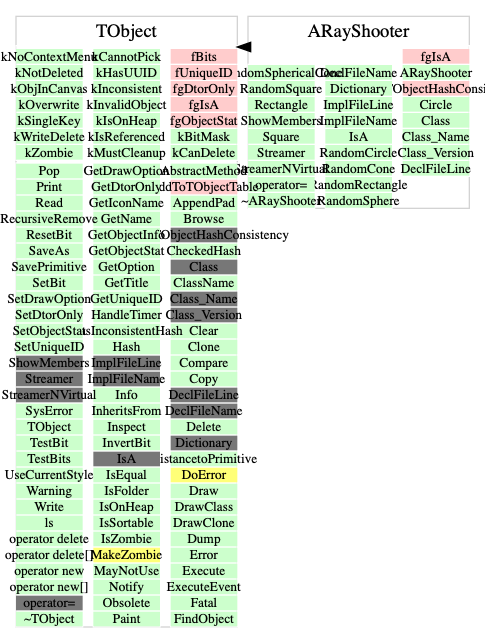 TObject
kNoContextMenu kCannotPick fBits
kNotDeleted kHasUUID fUniqueID
kObjInCanvas kInconsistent fgDtorOnly
kOverwrite kInvalidObject fgIsA
kSingleKey kIsOnHeap fgObjectStat
kWriteDelete kIsReferenced kBitMask
kZombie kMustCleanup kCanDelete
Pop GetDrawOption AbstractMethod
Print GetDtorOnly ddToTObjectTable
Read GetIconName AppendPad
RecursiveRemove GetName Browse
ResetBit GetObjectInfo ObjectHashConsistency
SaveAs GetObjectStat CheckedHash
SavePrimitive GetOption Class
SetBit GetTitle ClassName
SetDrawOption GetUniqueID Class_Name
SetDtorOnly HandleTimer Class_Version
SetObjectStat asInconsistentHash Clear
SetUniqueID Hash Clone
ShowMembers ImplFileLine Compare
Streamer ImplFileName Copy
StreamerNVirtual Info DeclFileLine
SysError InheritsFrom DeclFileName
TObject Inspect Delete
TestBit InvertBit Dictionary
TestBits IsA istancetoPrimitive
UseCurrentStyle IsEqual DoError
Warning IsFolder Draw
Write IsOnHeap DrawClass
ls IsSortable DrawClone
operator delete IsZombie Dump
operator delete[] MakeZombie Error
operator new MayNotUse Execute
operator new[] Notify ExecuteEvent
operator= Obsolete Fatal
~TObject Paint FindObject
ARayShooter
fgIsA
ndomSphericalCone DeclFileName ARayShooter
RandomSquare Dictionary ObjectHashConsi
Rectangle ImplFileLine Circle
ShowMembers ImplFileName Class
Square IsA Class_Name
Streamer RandomCircle Class_Version
StreamerNVirtual RandomCone DeclFileLine
operator= RandomRectangle
~ARayShooter RandomSphere